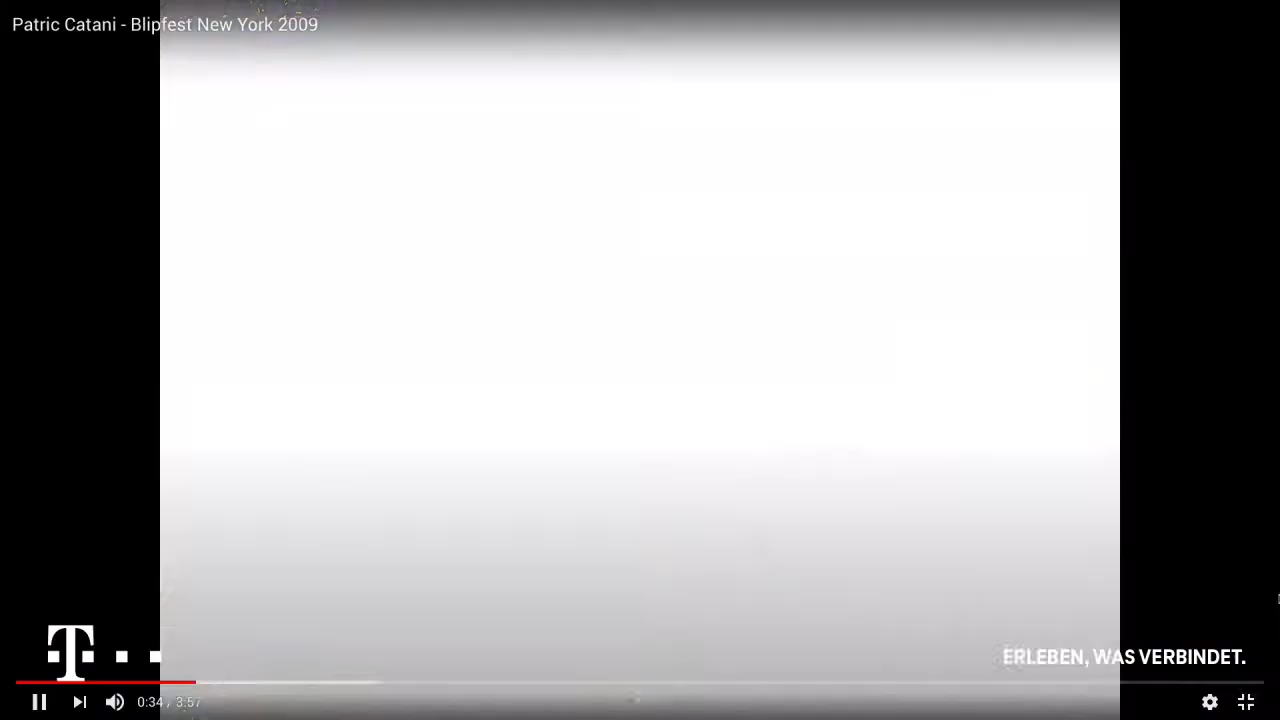 Patric Catani - Blipfest New York 2009
T
ERLEBEN, WAS VERBINDET.
0:34 / 3:57